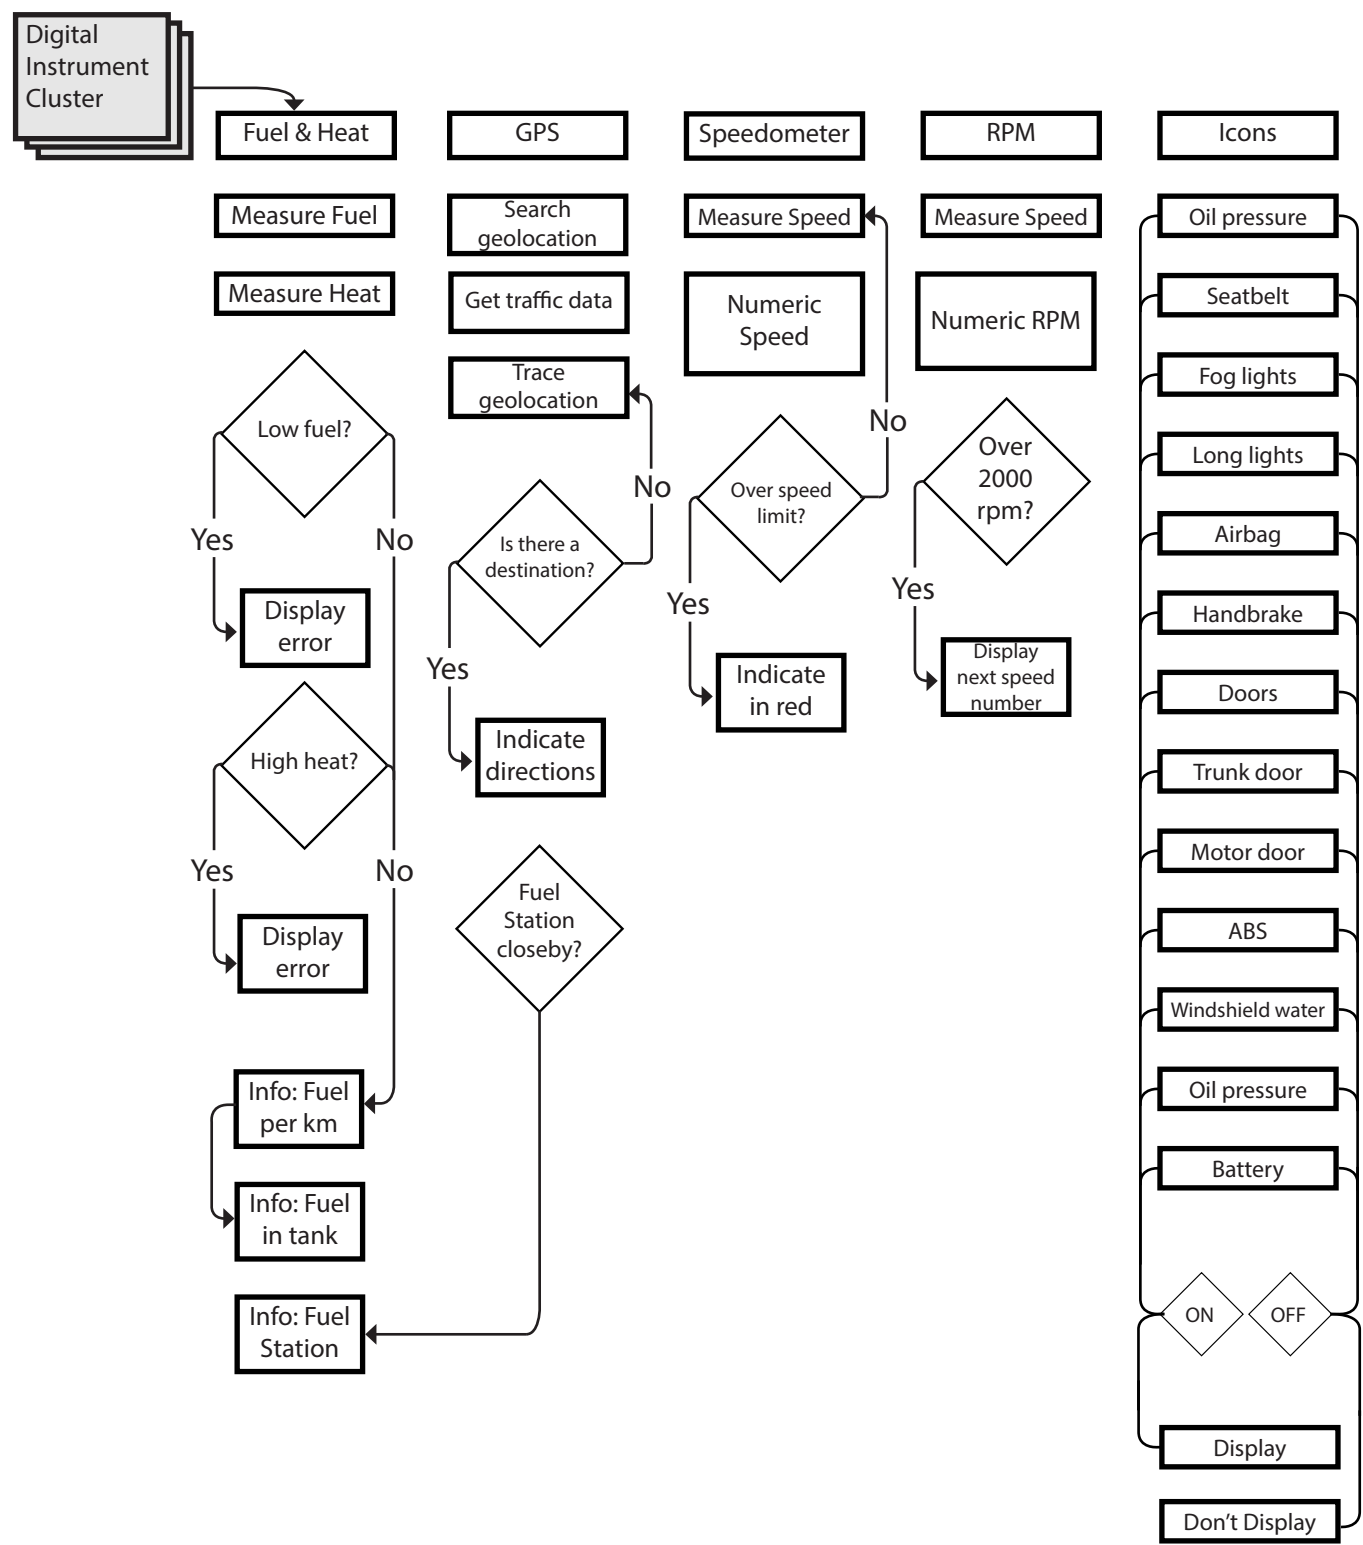 Digital
Instrument
Cluster
Fuel & Heat
Measure Fuel
Measure Heat
Low fuel?
Yes
No
Display
error
High heat?
Yes
No
Display
error
Info: Fuel
per km
Info: Fuel
in tank
Info: Fuel
Station
GPS
Search
geolocation
Get traffic data
Trace
geolocation
No
Is there a
destination?
Yes
Indicate
directions
Fuel
Station
closeby?
Speedometer
Measure Speed
Numeric
Speed
No
Over speed
limit?
Yes
Indicate
in red
RPM
Measure Speed
Numeric RPM
Over
2000
rpm?
Yes
Display
next speed
number
Icons
Oil pressure
Seatbelt
Fog lights
Long lights
Airbag
Handbrake
Doors
Trunk door
Motor door
ABS
Windshield water
Oil pressure
Battery
ON
OFF
Display
Don't Display